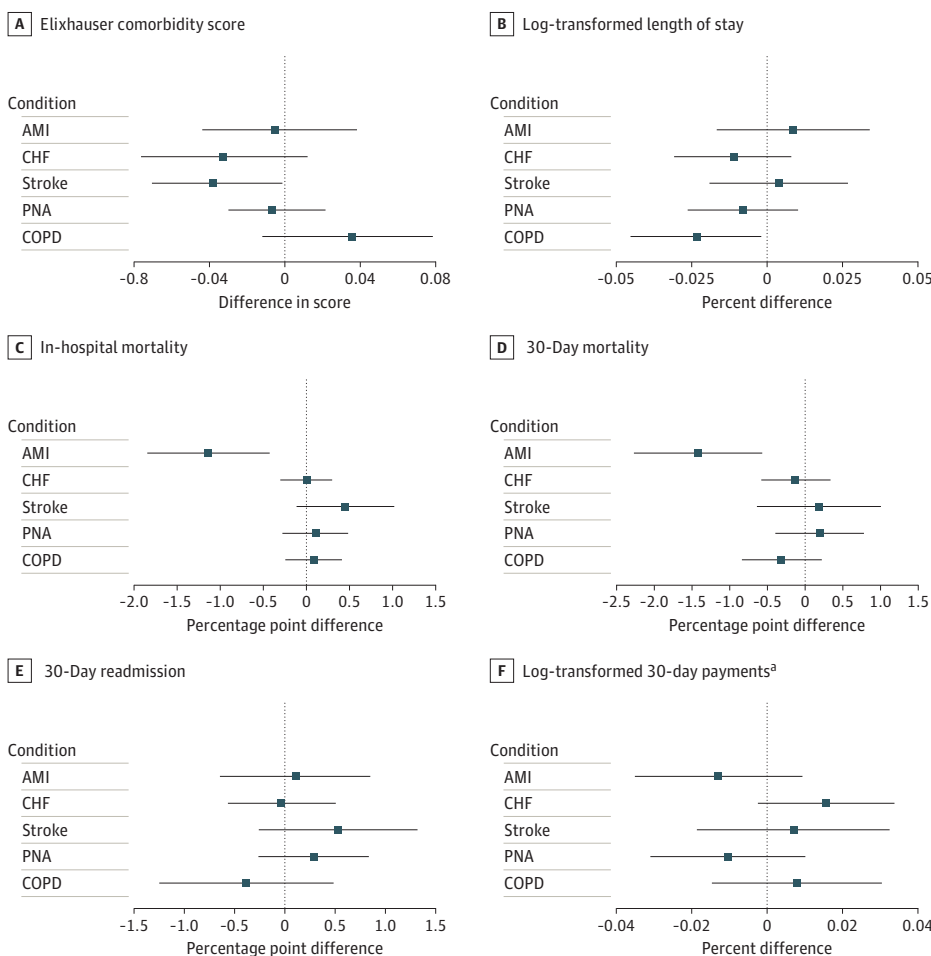 A Elixhauser comorbidity score
Condition
AMI
CHF
Stroke
PNA
COPD
-0.8 -0.04 0 0.04 0.08
Difference in score
B Log-transformed length of stay
Condition
AMI
CHF
Stroke
PNA
COPD
-0.05 -0.025 0 0.025 0.05
Percent difference
C In-hospital mortality
Condition
AMI
CHF
Stroke
PNA
COPD
-2.0 -1.0 -0.5 0 0.5 1.0 1.5
Percentage point difference
D 30-Day mortality
Condition
AMI
CHF
Stroke
PNA
COPD
-2.5 -2.0 -1.0 -0.5 0 0.5 1.0 1.5
Percentage point difference
E 30-Day readmission
Condition
AMI
CHF
Stroke
PNA
COPD
-1.5 -1.0 -0.5 0 0.5 1.0 1.5
Percentage point difference
F Log-transformed 30-day paymentsa
Condition
AMI
CHF
Stroke
PNA
COPD
-0.04 -0.02 0 0.02 0.04
Percent difference